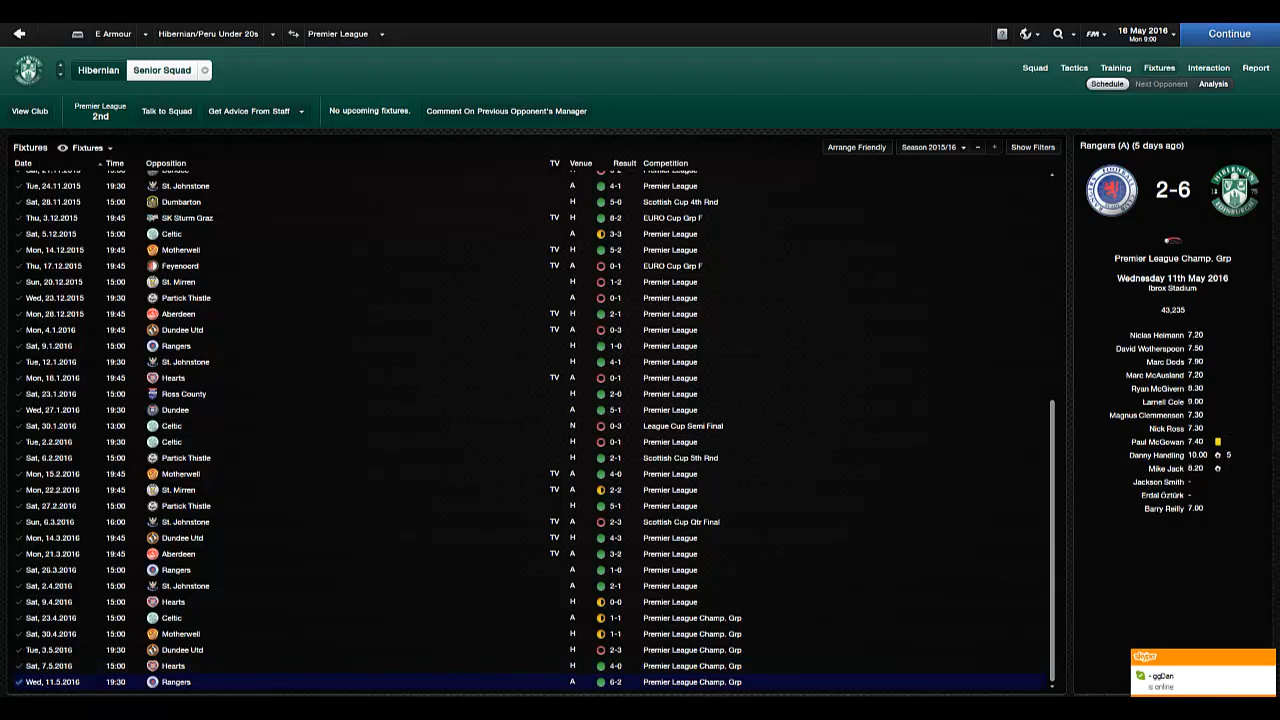 E Armour Hibernian/Peru Under 20s Premier League FM 16 May 2016 Mon 9:00 Continue
Hibernian Senior Squad Squad Tactics Training Fixtures Interaction Report
Schedule Next Opponent Analysis
View Club Premier League 2nd Talk to Squad Get Advice From Staff No upcoming fixtures. Comment On Previous Opponent's Manager
Fixtures Fixtures Arrange Friendly Season 2015/16 - + Show Filters
Date Time Opposition TV Venue Result Competition
Tue, 24.11.2015 19:30 St. Johnstone A 4-1 Premier League
Sat, 28.11.2015 15:00 Dumbarton H 5-0 Scottish Cup 4th Rnd
Thu, 3.12.2015 19:45 SK Sturm Graz TV H 8-2 EURO Cup Grp F
Sat, 5.12.2015 15:00 Celtic A 3-3 Premier League
Mon, 14.12.2015 19:45 Motherwell TV H 5-2 Premier League
Thu, 17.12.2015 19:45 Feyenoord TV A 0-1 EURO Cup Grp F
Sun, 20.12.2015 15:00 St. Mirren H 1-2 Premier League
Wed, 23.12.2015 19:30 Partick Thistle A 0-1 Premier League
Mon, 28.12.2015 19:45 Aberdeen TV H 2-1 Premier League
Mon, 4.1.2016 19:45 Dundee Utd TV A 0-3 Premier League
Sat, 9.1.2016 15:00 Rangers H 1-0 Premier League
Tue, 12.1.2016 19:30 St. Johnstone H 4-1 Premier League
Mon, 18.1.2016 19:45 Hearts TV A 0-1 Premier League
Sat, 23.1.2016 15:00 Ross County H 2-0 Premier League
Wed, 27.1.2016 19:30 Dundee A 5-1 Premier League
Sat, 30.1.2016 13:00 Celtic N 0-3 League Cup Semi Final
Tue, 2.2.2016 19:30 Celtic H 0-1 Premier League
Sat, 6.2.2016 15:00 Partick Thistle H 2-1 Scottish Cup 5th Rnd
Mon, 15.2.2016 19:45 Motherwell TV A 4-0 Premier League
Mon, 22.2.2016 19:45 St. Mirren TV A 2-2 Premier League
Sat, 27.2.2016 15:00 Partick Thistle H 5-1 Premier League
Sun, 6.3.2016 16:00 St. Johnstone TV A 2-3 Scottish Cup Qtr Final
Mon, 14.3.2016 19:45 Dundee Utd TV H 4-3 Premier League
Mon, 21.3.2016 19:45 Aberdeen TV A 3-2 Premier League
Sat, 26.3.2016 15:00 Rangers A 1-0 Premier League
Sat, 2.4.2016 15:00 St. Johnstone A 2-1 Premier League
Sat, 9.4.2016 15:00 Hearts H 0-0 Premier League
Sat, 23.4.2016 15:00 Celtic A 1-1 Premier League Champ. Grp
Sat, 30.4.2016 15:00 Motherwell H 1-1 Premier League Champ. Grp
Tue, 3.5.2016 19:30 Dundee Utd H 2-3 Premier League Champ. Grp
Sat, 7.5.2016 15:00 Hearts H 4-0 Premier League Champ. Grp
Wed, 11.5.2016 19:30 Rangers A 6-2 Premier League Champ. Grp
Rangers (A) (5 days ago)
2-6
Premier League Champ. Grp
Wednesday 11th May 2016
Ibrox Stadium
43,235
Niclas Heimann 7.20
David Wotherspoon 7.50
Marc Dods 7.90
Marc McAusland 7.20
Ryan McGivern 8.30
Larnell Cole 9.00
Magnus Clemmensen 7.30
Nick Ross 7.30
Paul McGowan 7.40
Danny Handling 10.00 5
Mike Jack 8.20
Jackson Smith -
Erdal Öztürk -
Barry Reilly 7.00
skype
- ggDan
is online